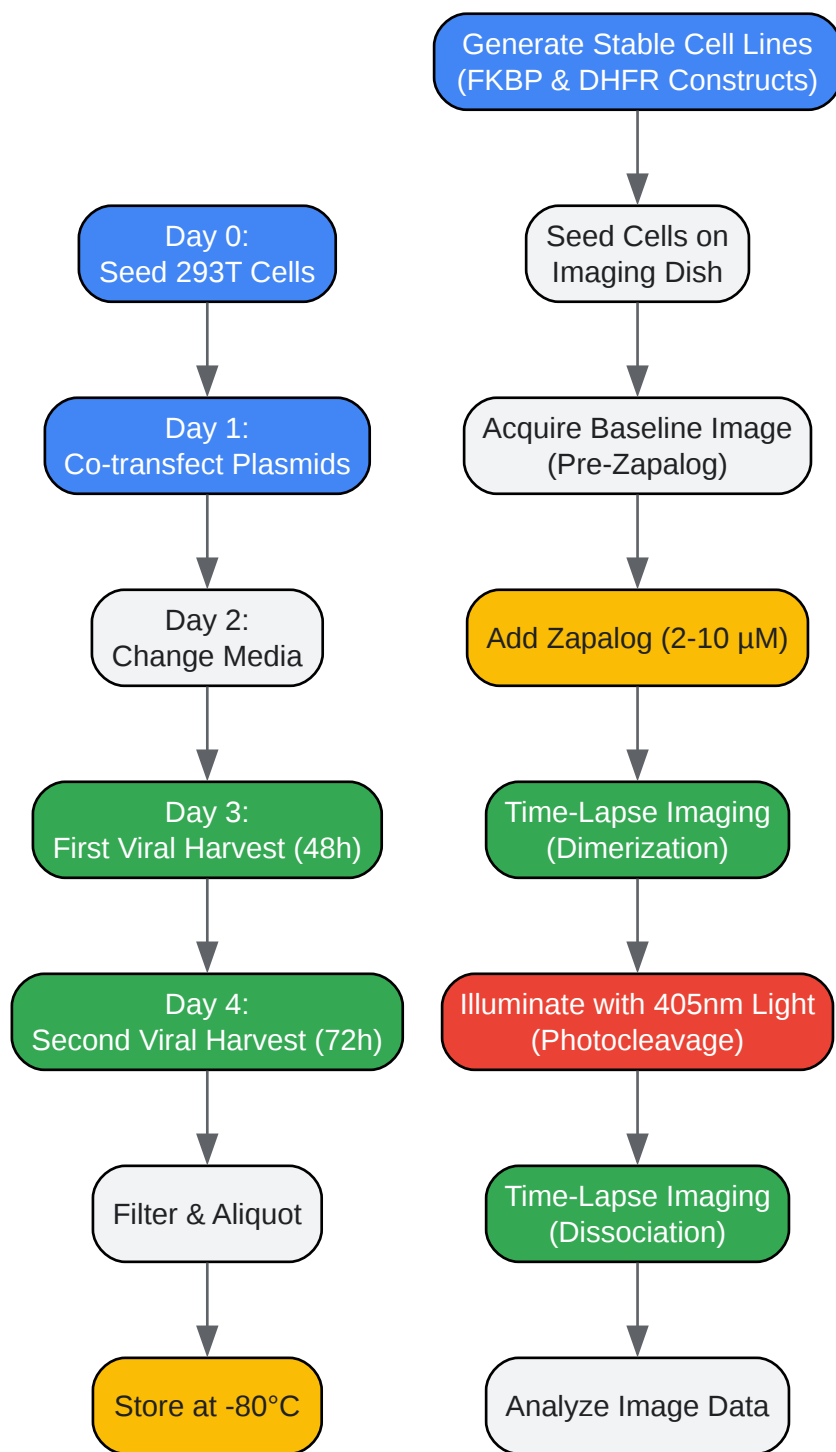 Generate Stable Cell Lines
(FKBP & DHFR Constructs)
Day 0:
Seed 293T Cells
Seed Cells on
Imaging Dish
Day 1:
Co-transfect Plasmids
Acquire Baseline Image
(Pre-Zapalog)
Day 2:
Change Media
Add Zapalog (2-10 µM)
Day 3:
First Viral Harvest (48h)
Time-Lapse Imaging
(Dimerization)
Day 4:
Second Viral Harvest (72h)
Illuminate with 405nm Light
(Photocleavage)
Filter & Aliquot
Time-Lapse Imaging
(Dissociation)
Store at -80°C
Analyze Image Data